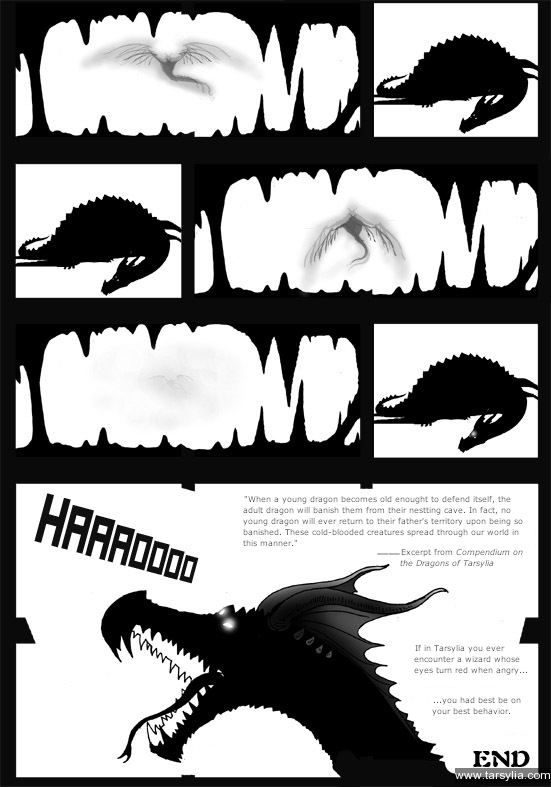 HRRROOOO
"When a young dragon becomes old enought to defend itself, the
adult dragon will banish them from their nestting cave. In fact, no
young dragon will ever return to their father's territory upon being so
banished. These cold-blooded creatures spread through our world in
this manner."
——Excerpt from Compendium on
the Dragons of Tarsylia
If in Tarsylia you ever
encounter a wizard whose
eyes turn red when angry...
...you had best be on
your best behavior.
END
www.tarsylia.com